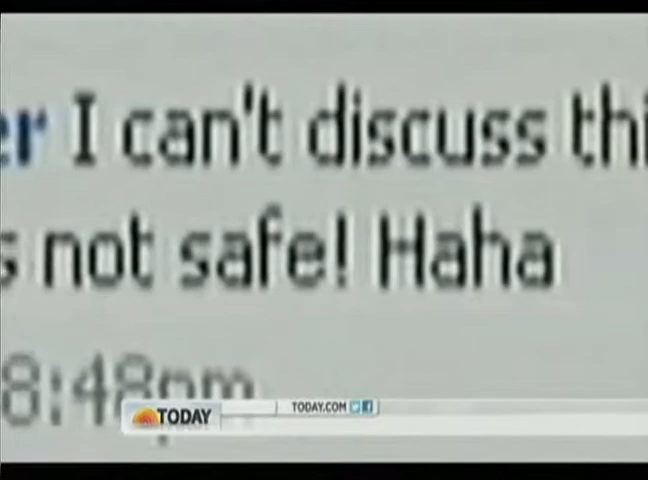 er I can't discuss thi
s not safe! Haha
8:48pm
TODAY
TODAY.COM